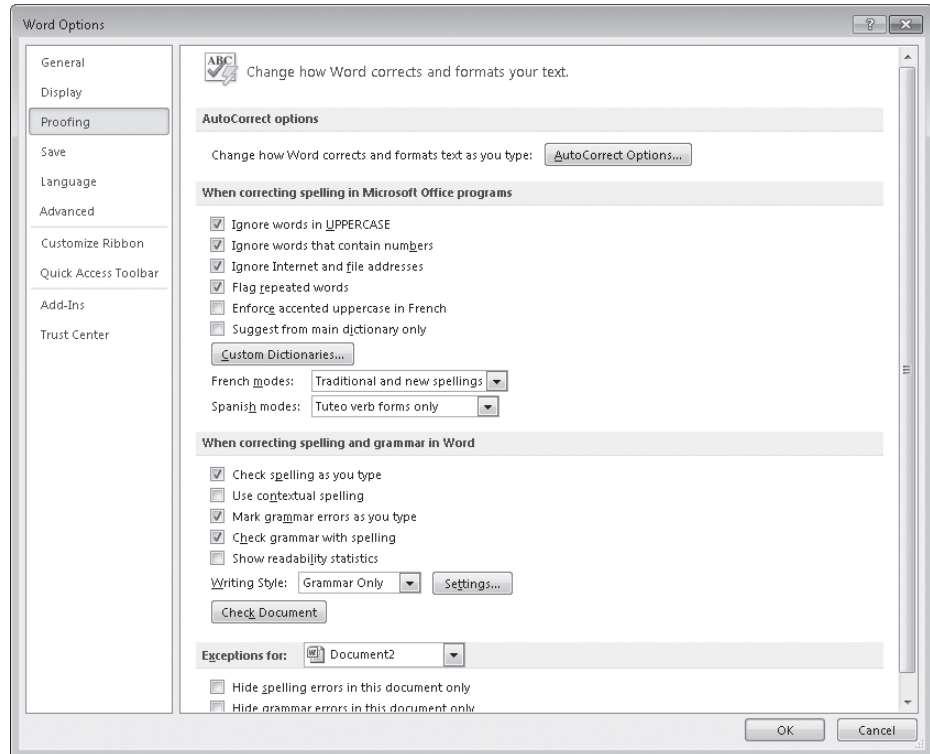 Word Options
General
Display
Proofing
Save
Language
Advanced
Customize Ribbon
Quick Access Toolbar
Add-Ins
Trust Center
ABC
Change how Word corrects and formats your text.
AutoCorrect options
Change how Word corrects and formats text as you type: AutoCorrect Options...
When correcting spelling in Microsoft Office programs
Ignore words in UPPERCASE
Ignore words that contain numbers
Ignore Internet and file addresses
Flag repeated words
Enforce accented uppercase in French
Suggest from main dictionary only
Custom Dictionaries...
French modes: Traditional and new spellings
Spanish modes: Tuteo verb forms only
When correcting spelling and grammar in Word
Check spelling as you type
Use contextual spelling
Mark grammar errors as you type
Check grammar with spelling
Show readability statistics
Writing Style: Grammar Only Settings...
Check Document
Exceptions for: Document2
Hide spelling errors in this document only
Hide grammar errors in this document only
OK Cancel